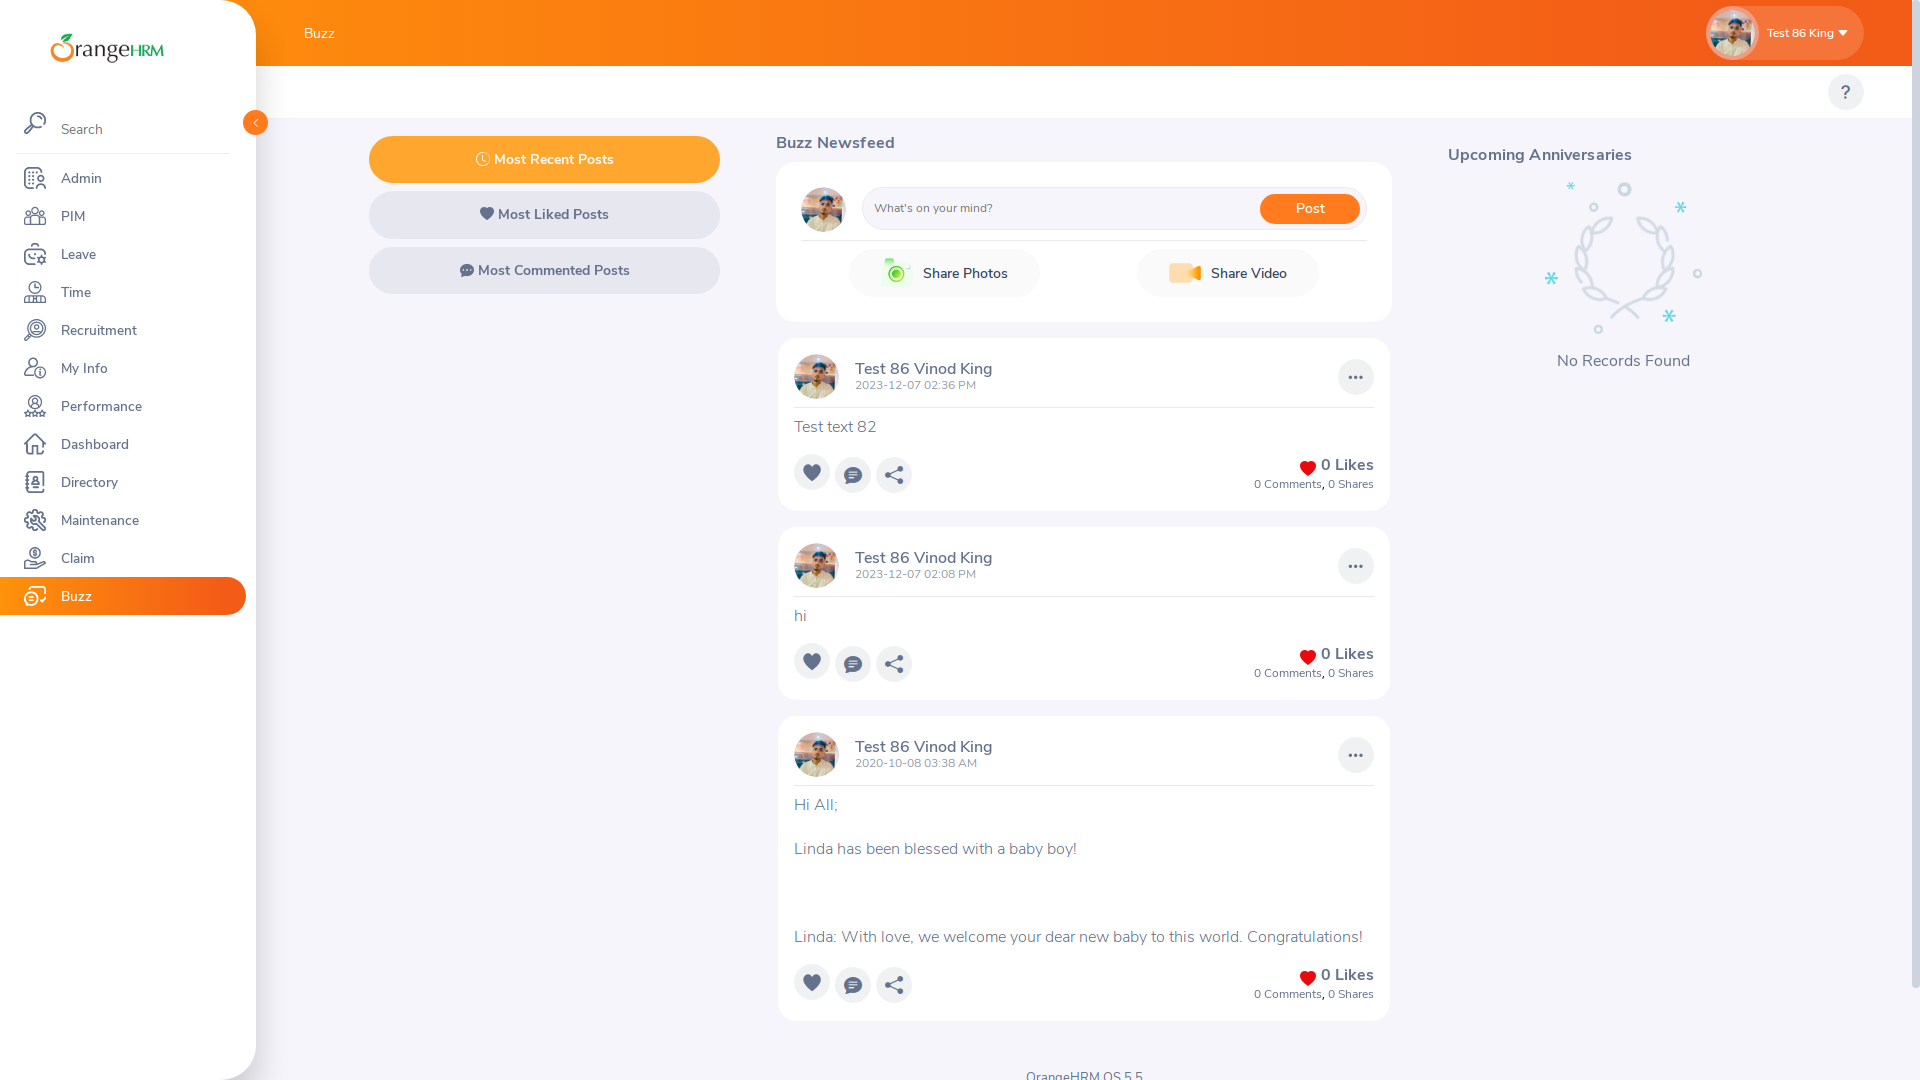 OrangeHRM
Search
Admin
PIM
Leave
Time
Recruitment
My Info
Performance
Dashboard
Directory
Maintenance
Claim
Buzz
Buzz
Test 86 King
?
Most Recent Posts
Most Liked Posts
Most Commented Posts
Buzz Newsfeed
What's on your mind?
Post
Share Photos
Share Video
Test 86 Vinod King
2023-12-07 02:36 PM
Test text 82
0 Likes
0 Comments, 0 Shares
Test 86 Vinod King
2023-12-07 02:08 PM
hi
0 Likes
0 Comments, 0 Shares
Test 86 Vinod King
2020-10-08 03:38 AM
Hi All;
Linda has been blessed with a baby boy!
Linda: With love, we welcome your dear new baby to this world. Congratulations!
0 Likes
0 Comments, 0 Shares
Upcoming Anniversaries
No Records Found
OrangeHRM OS 5.5